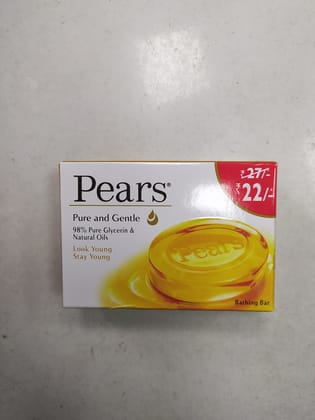 Pears®
₹ 27/-
₹ 22/-
Pure and Gentle
98% Pure Glycerin &
Natural Oils
Look Young
Stay Young
Pears
Bathing Bar